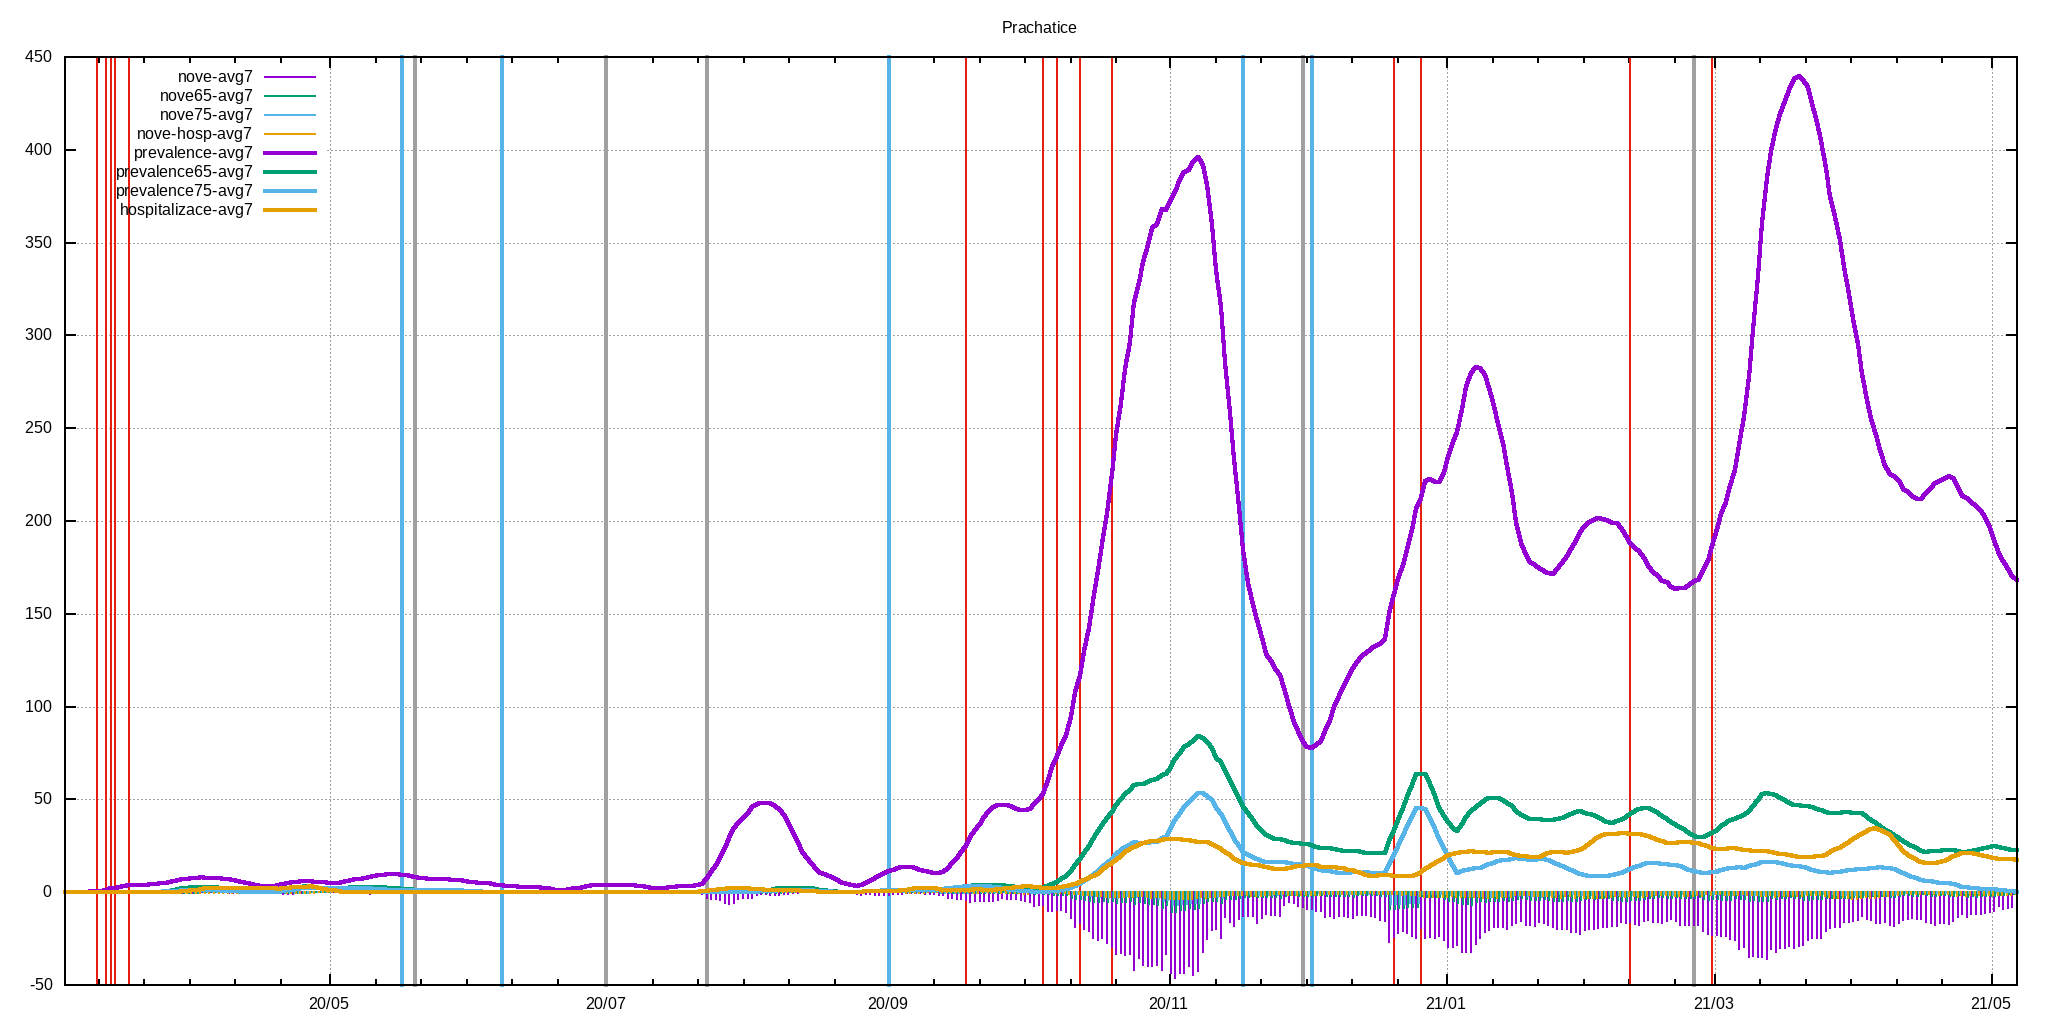 Prachatice
450
400
350
300
250
200
150
100
50
0
-50
nove-avg7
nove65-avg7
nove75-avg7
nove-hosp-avg7
prevalence-avg7
prevalence65-avg7
prevalence75-avg7
hospitalizace-avg7
20/05 20/07 20/09 20/11 21/01 21/03 21/05